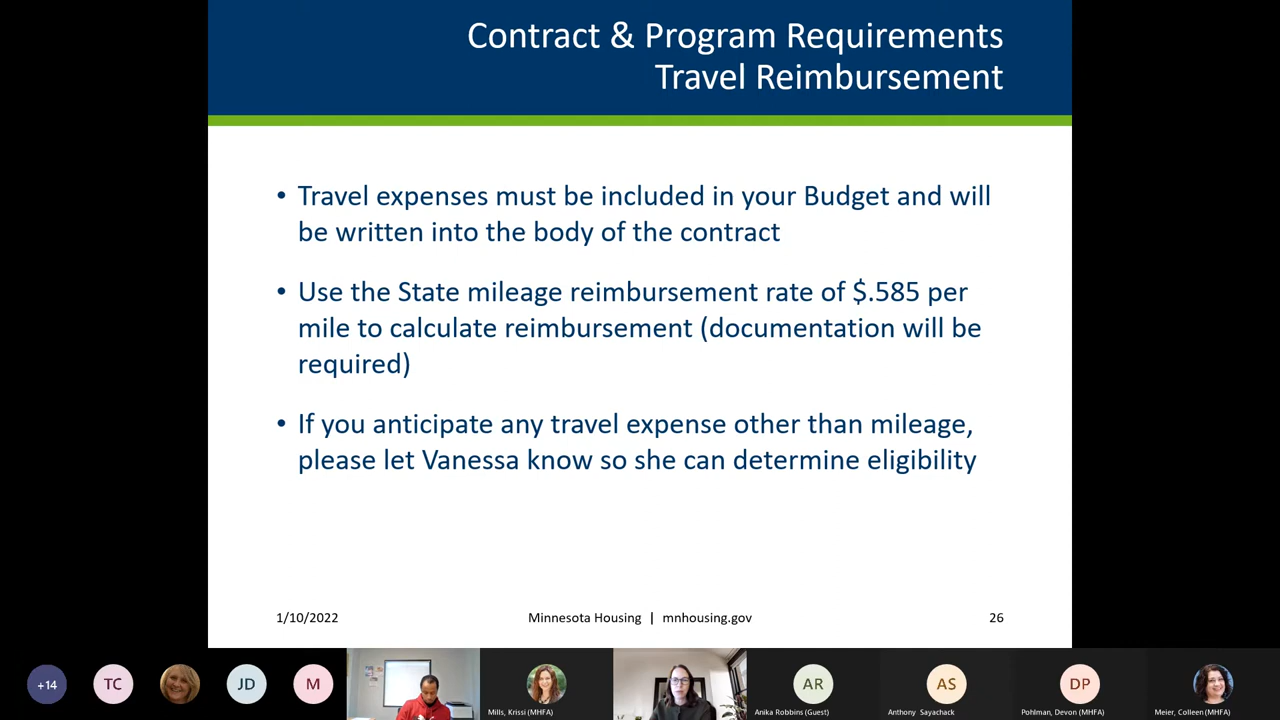 Contract & Program Requirements
Travel Reimbursement
• Travel expenses must be included in your Budget and will
be written into the body of the contract
• Use the State mileage reimbursement rate of $.585 per
mile to calculate reimbursement (documentation will be
required)
• If you anticipate any travel expense other than mileage,
please let Vanessa know so she can determine eligibility
1/10/2022
Minnesota Housing | mnhousing.gov
26
+14
TC
JD
M
Mills, Krissi (MHFA)
AR
Anika Robbins (Guest)
AS
Anthony Sayachack
DP
Pohlman, Devon (MHFA)
Meier, Colleen (MHFA)